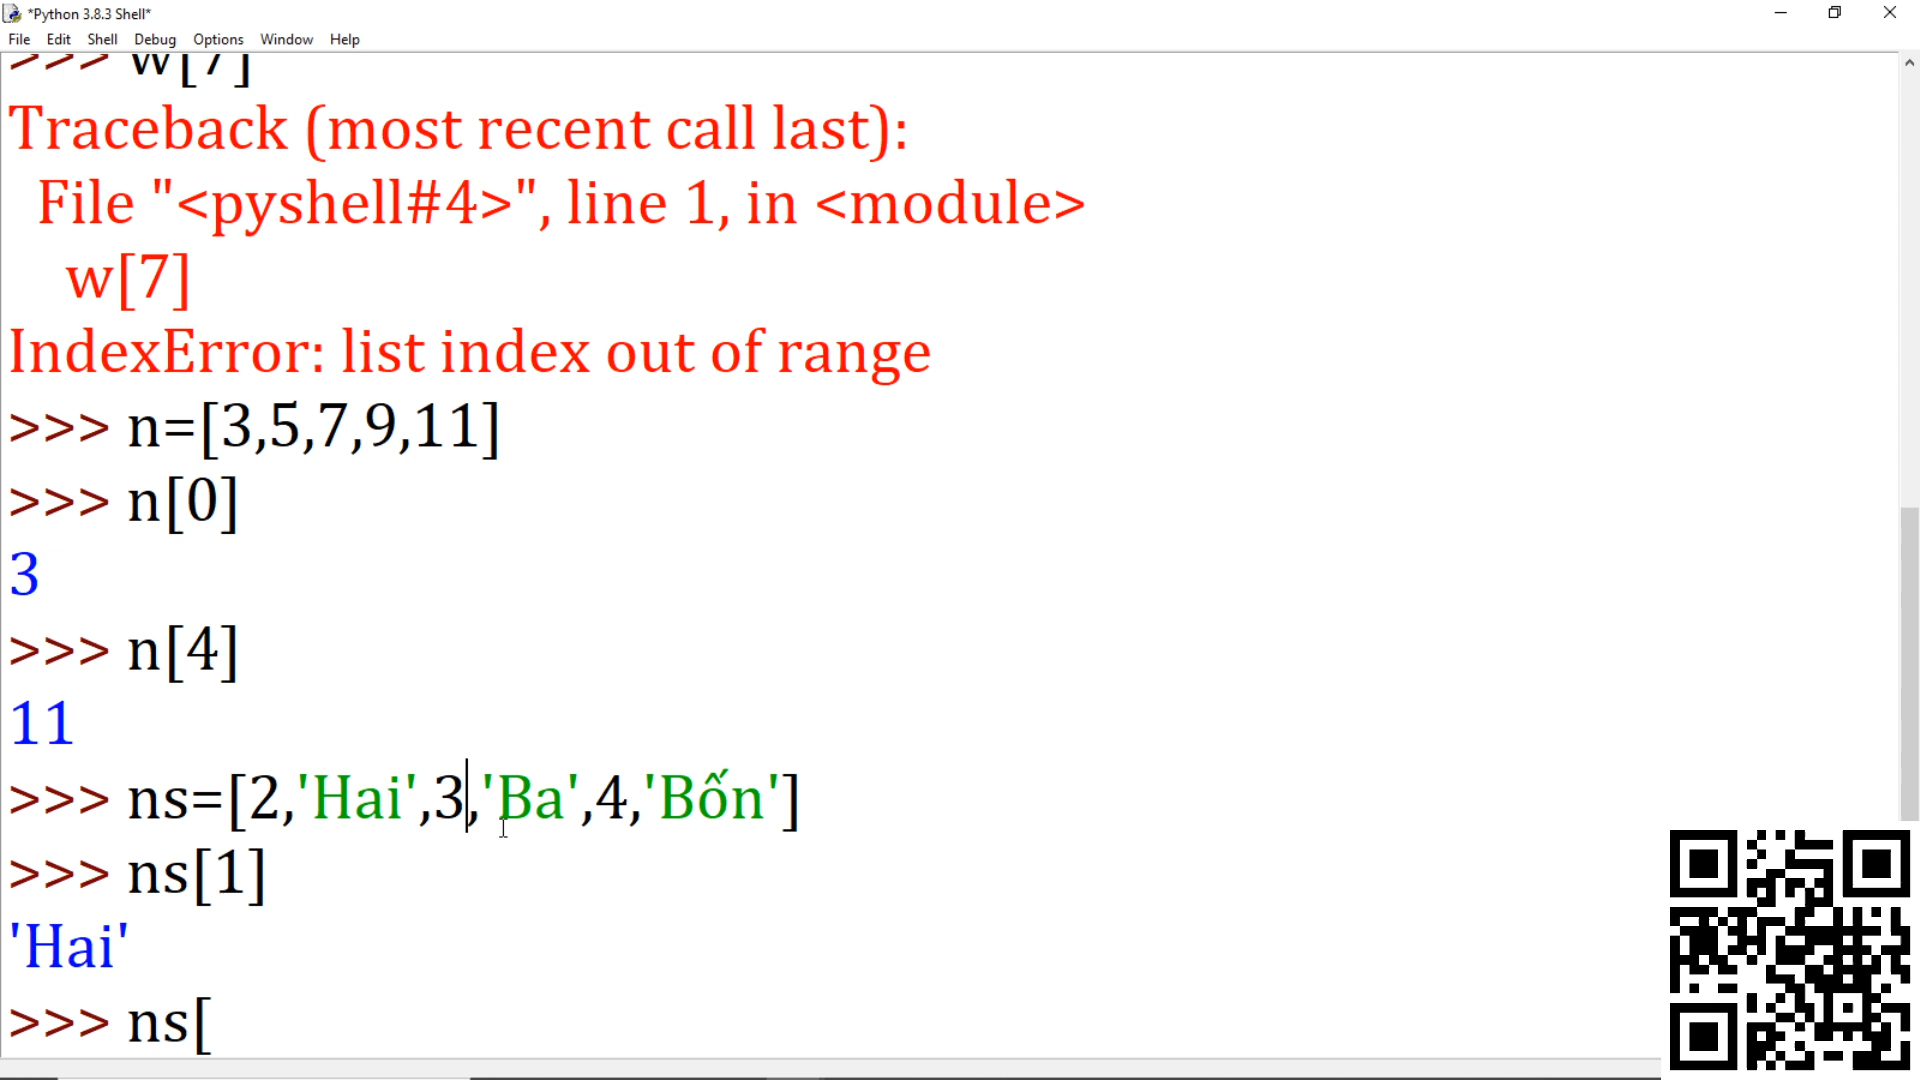 *Python 3.8.3 Shell*
File Edit Shell Debug Options Window Help
>>> w[7]
Traceback (most recent call last):
  File "<pyshell#4>", line 1, in <module>
    w[7]
IndexError: list index out of range
>>> n=[3,5,7,9,11]
>>> n[0]
3
>>> n[4]
11
>>> ns=[2,'Hai',3,'Ba',4,'Bốn']
>>> ns[1]
'Hai'
>>> ns[